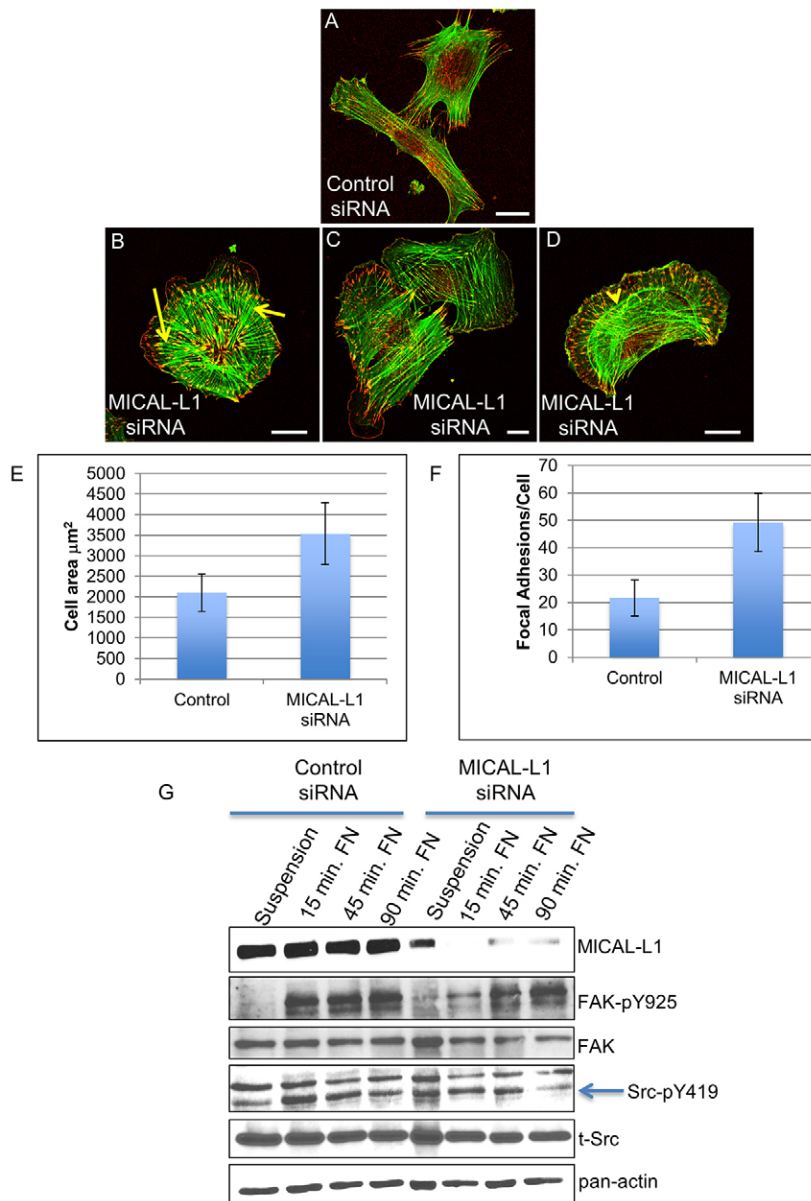 A
Control
siRNA
B
MICAL-L1
siRNA
C
MICAL-L1
siRNA
D
MICAL-L1
siRNA
E
Cell area μm²
5000
4500
4000
3500
3000
2500
2000
1500
1000
500
0
Control
MICAL-L1
siRNA
F
Focal Adhesions/Cell
70
60
50
40
30
20
10
0
Control
MICAL-L1
siRNA
G
Control
siRNA
MICAL-L1
siRNA
Suspension
15 min. FN
45 min. FN
90 min. FN
Suspension
15 min. FN
45 min. FN
90 min. FN
MICAL-L1
FAK-pY925
FAK
Src-pY419
t-Src
pan-actin